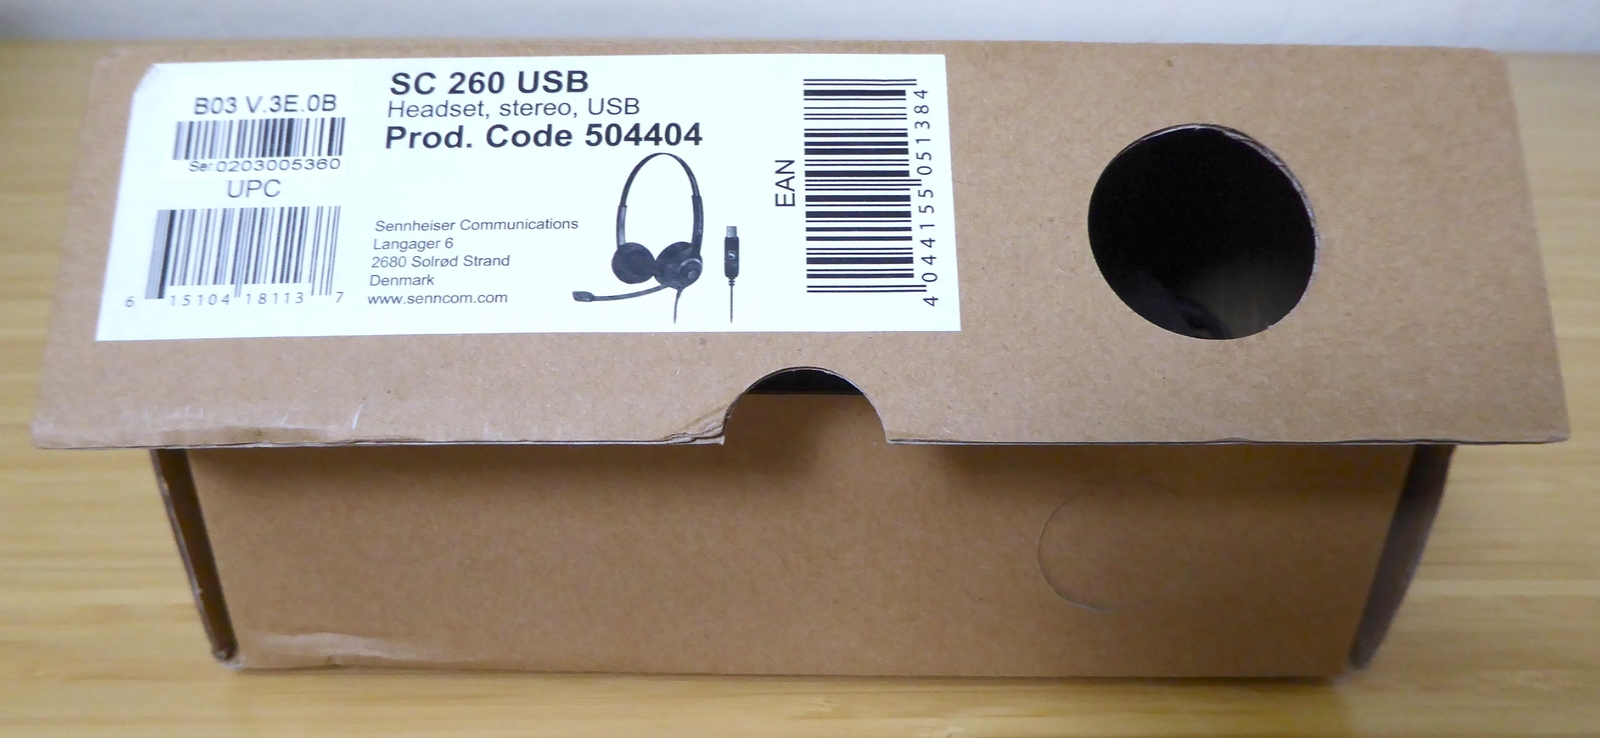 B03 V.3E.0B
Ser 0203005360
UPC
6 15104 18113 7
SC 260 USB
Headset, stereo, USB
Prod. Code 504404
Sennheiser Communications
Langager 6
2680 Solrød Strand
Denmark
www.senncom.com
EAN
4 044155 051384